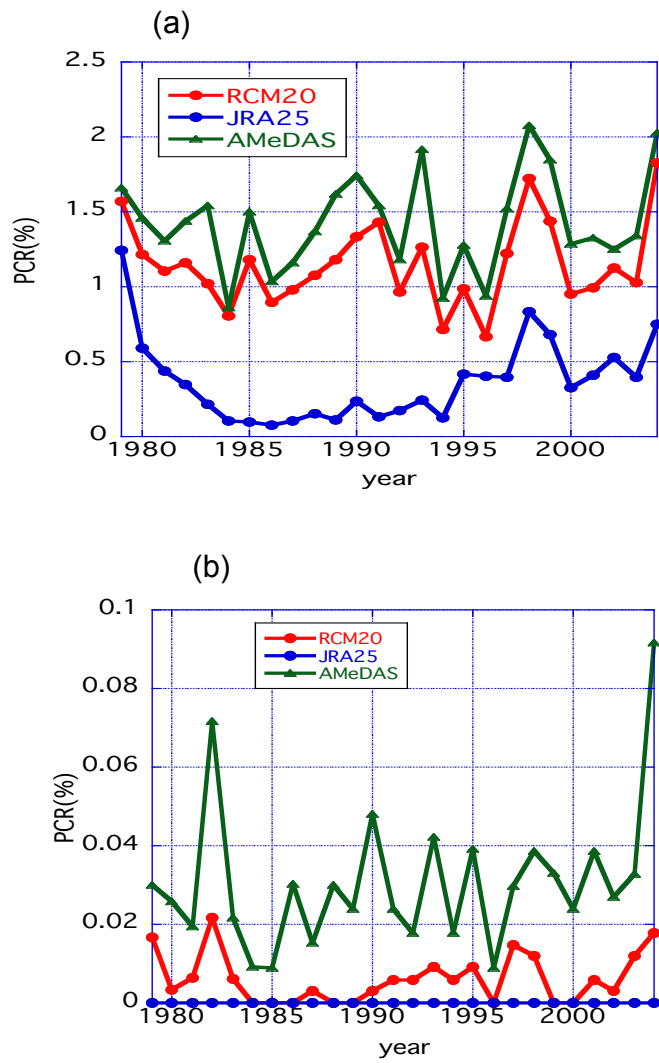 (a)
2.5
2
1.5
1
0.5
0
PCR(%)
RCM20
JRA25
AMeDAS
1980 1985 1990 1995 2000
year
(b)
0.1
0.08
0.06
0.04
0.02
0
PCR(%)
RCM20
JRA25
AMeDAS
1980 1985 1990 1995 2000
year